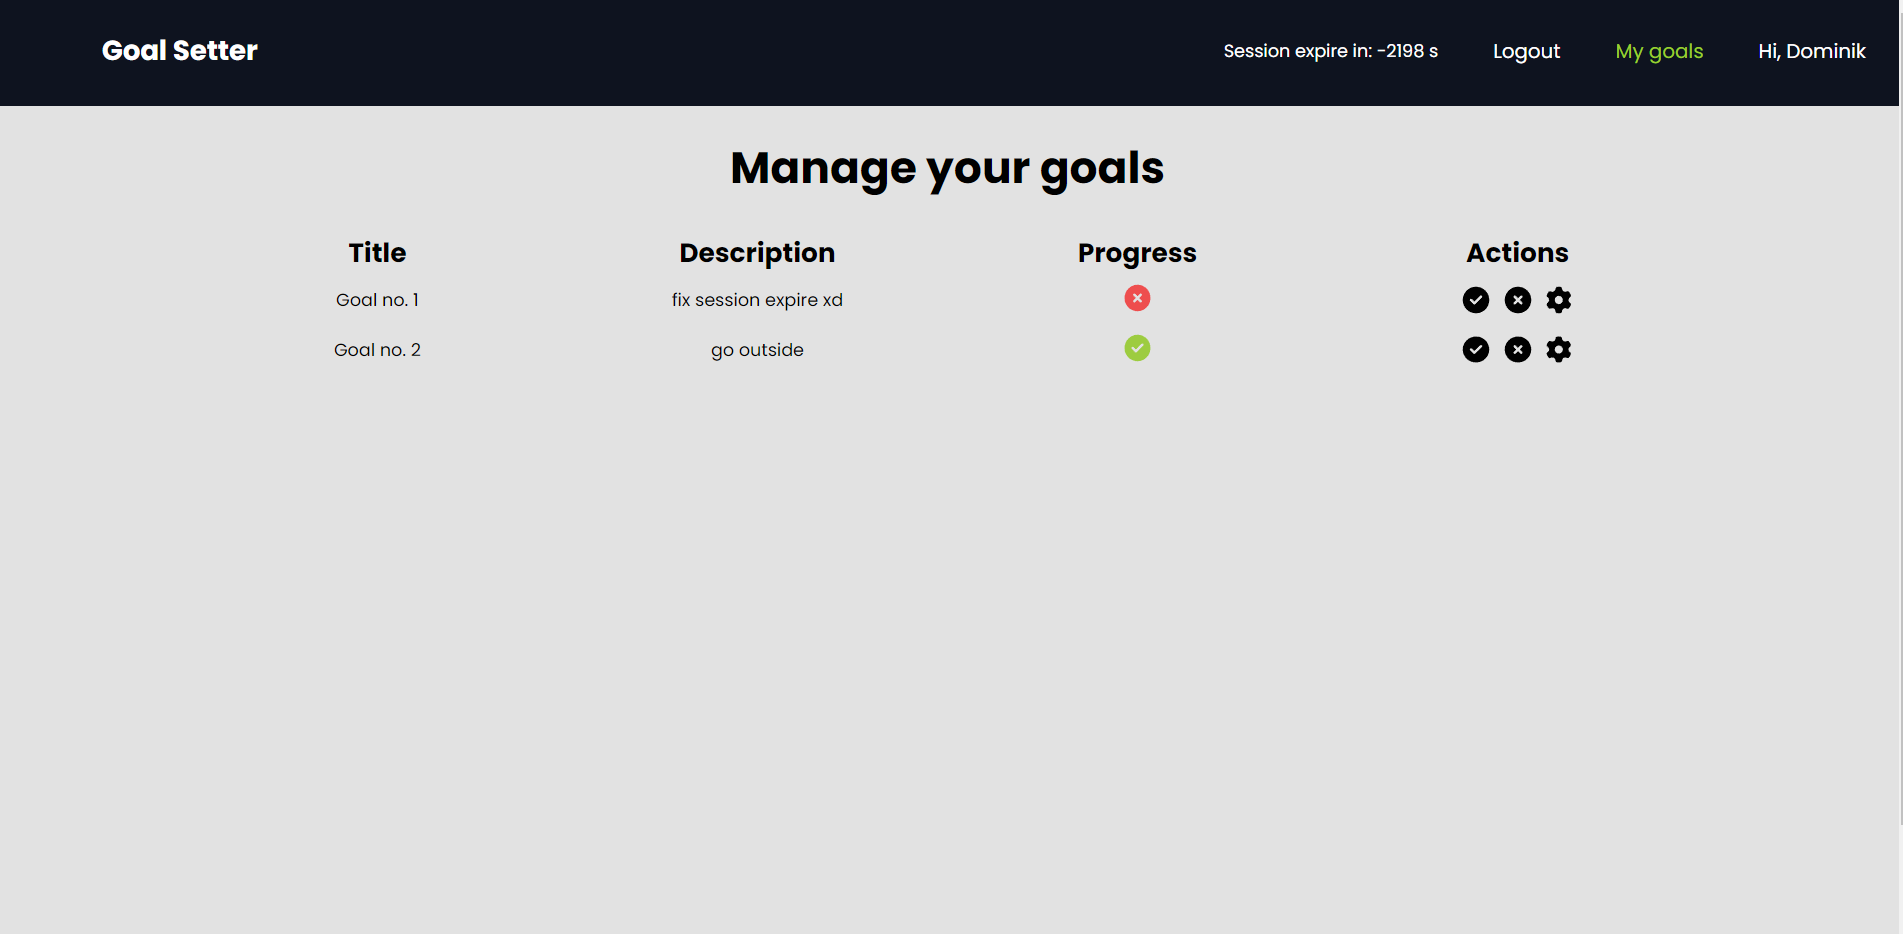 Goal Setter
Session expire in: -2198 s
Logout
My goals
Hi, Dominik
Manage your goals
Title Description Progress Actions
Goal no. 1 fix session expire xd
Goal no. 2 go outside